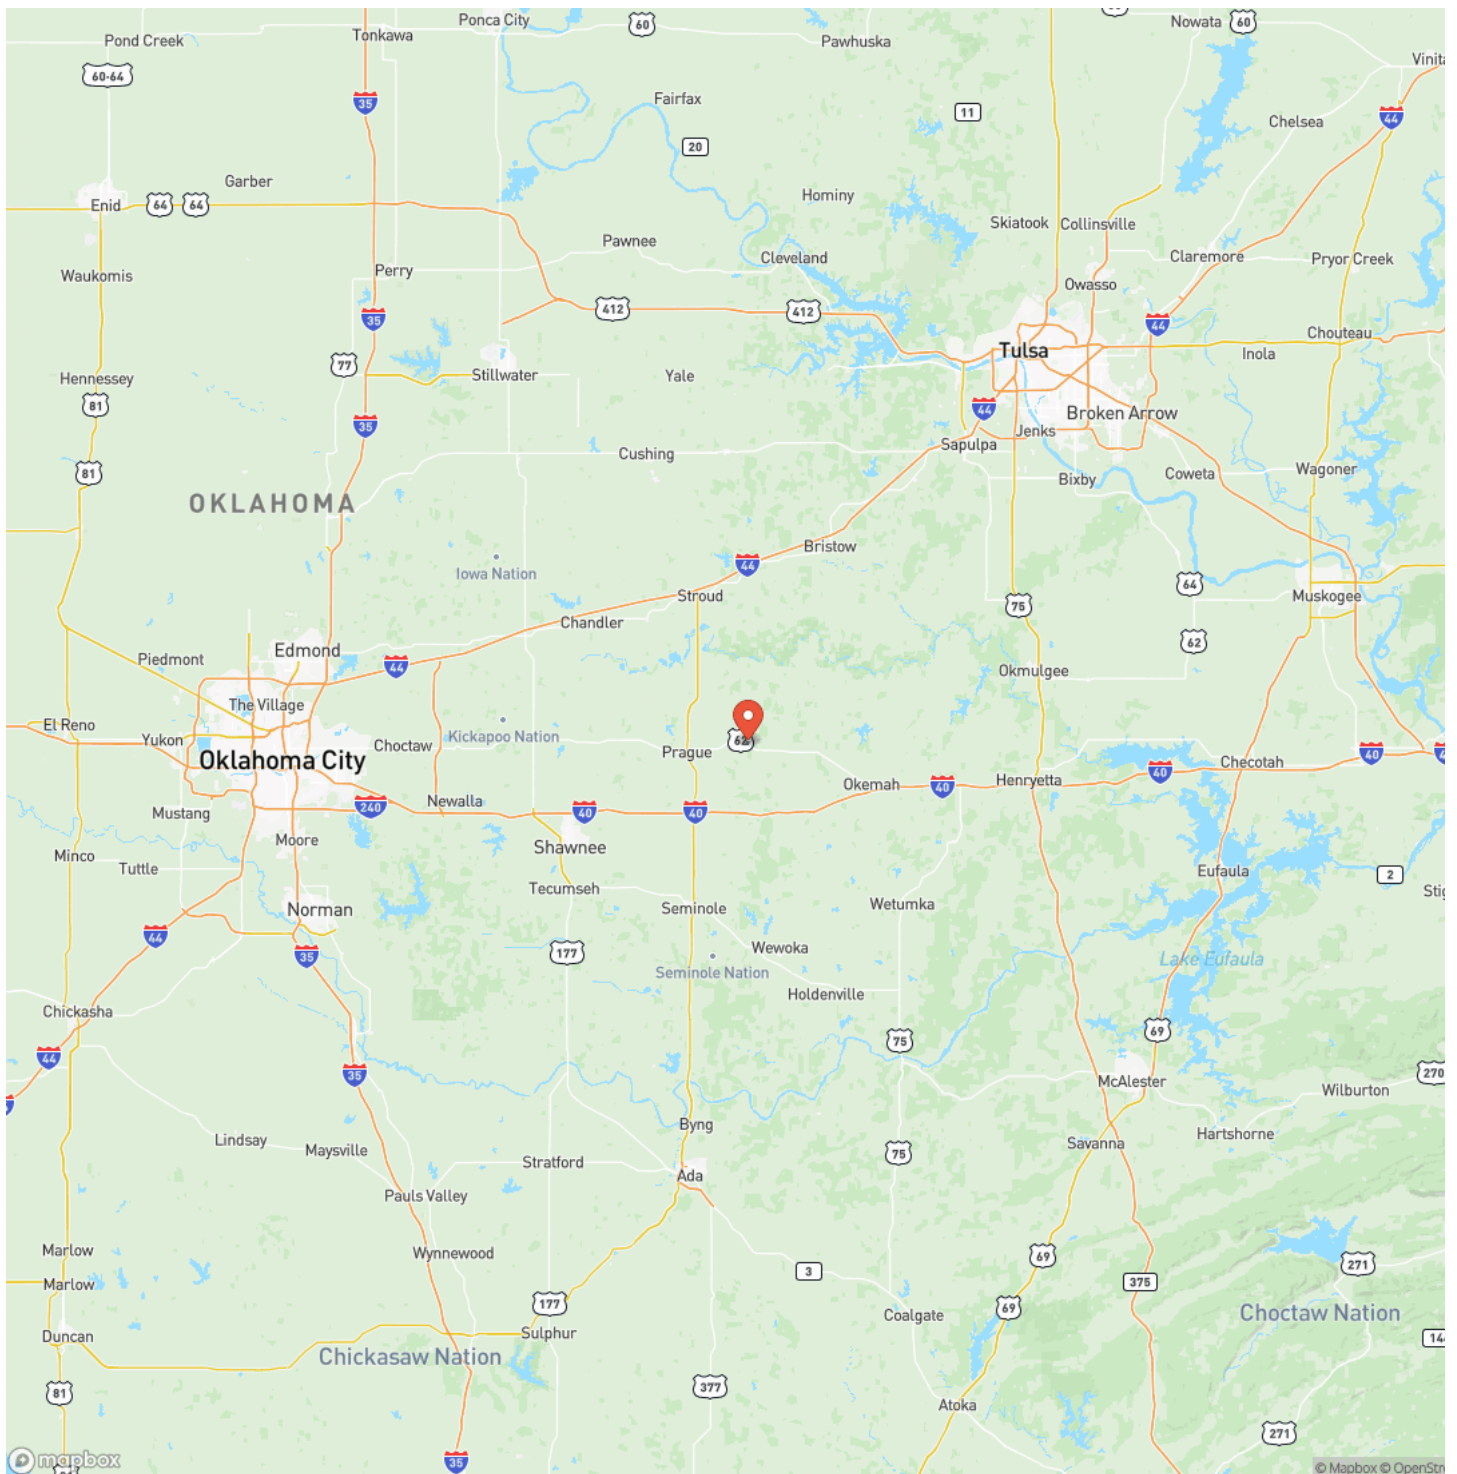 Ponca City
60
Nowata
60
Pond Creek
Tonkawa
Pawhuska
Vinita
60-64
35
Fairfax
11
Chelsea
44
20
Garber
Hominy
Enid
64
64
Skiatook
Collinsville
Pawnee
Cleveland
Claremore
Pryor Creek
Waukomis
Perry
Owasso
35
412
412
44
Chouteau
Tulsa
Inola
77
Hennessey
Stillwater
Yale
81
44
Broken Arrow
35
Jenks
Sapulpa
Cushing
81
Bixby
Coweta
Wagoner
OKLAHOMA
Bristow
44
Iowa Nation
64
Stroud
75
Muskogee
Chandler
62
Edmond
Piedmont
44
Okmulgee
The Village
El Reno
Yukon
Choctaw
Kickapoo Nation
62
Prague
40
Oklahoma City
Checotah
40
Okemah
40
Henryetta
Mustang
240
Newalla
40
40
Moore
Shawnee
Minco
Tuttle
Eufaula
2
Tecumseh
Stig
Norman
Seminole
Wetumka
44
35
177
Wewoka
Seminole Nation
Lake Eufaula
Holdenville
Chickasha
69
75
44
35
McAlester
270
Wilburton
Byng
Lindsay
Maysville
75
Savanna
Hartshorne
Stratford
Ada
Pauls Valley
Marlow
Wynnewood
69
271
Marlow
3
375
177
69
Coalgate
Choctaw Nation
Duncan
Sulphur
14
Chickasaw Nation
81
377
Atoka
271
mapbox
35
© Mapbox © OpenStre